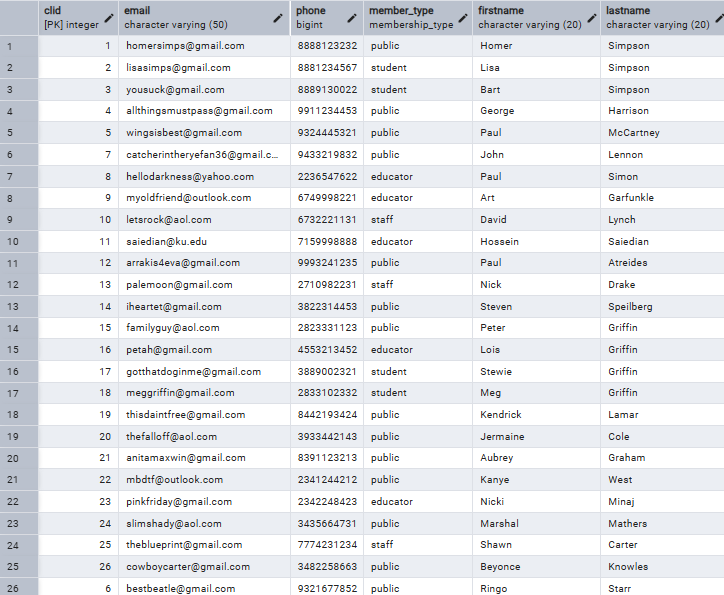 clid email phone member_type firstname lastname
[PK] integer character varying (50) bigint membership_type character varying (20) character varying (20)
1 1 homersimps@gmail.com 8888123232 public Homer Simpson
2 2 lisasimps@gmail.com 8881234567 student Lisa Simpson
3 3 yousuck@gmail.com 8889130022 student Bart Simpson
4 4 allthingsmustpass@gmail.com 9911234453 public George Harrison
5 5 wingsisbest@gmail.com 9324445321 public Paul McCartney
6 7 catcherintheryefan36@gmail.c... 9433219832 public John Lennon
7 8 hellodarkness@yahoo.com 2236547622 educator Paul Simon
8 9 myoldfriend@outlook.com 6749998221 educator Art Garfunkle
9 10 letsrock@aol.com 6732221131 staff David Lynch
10 11 saiedian@ku.edu 7159998888 educator Hossein Saiedian
11 12 arrakis4eva@gmail.com 9993241235 public Paul Atreides
12 13 palemoon@gmail.com 2710982231 staff Nick Drake
13 14 iheartet@gmail.com 3822314453 public Steven Speilberg
14 15 familyguy@aol.com 2823331123 public Peter Griffin
15 16 petah@gmail.com 4553213452 educator Lois Griffin
16 17 gotthatdoginme@gmail.com 3889002321 student Stewie Griffin
17 18 meggriffin@gmail.com 2833102332 student Meg Griffin
18 19 thisdaintfree@gmail.com 8442193424 public Kendrick Lamar
19 20 thefalloff@aol.com 3933442143 public Jermaine Cole
20 21 anitamaxwin@gmail.com 8391123213 public Aubrey Graham
21 22 mbdtf@outlook.com 2341244212 public Kanye West
22 23 pinkfriday@gmail.com 2342248423 educator Nicki Minaj
23 24 slimshady@aol.com 3435664731 public Marshal Mathers
24 25 theblueprint@gmail.com 7774231234 staff Shawn Carter
25 26 cowboycarter@gmail.com 3482258663 public Beyonce Knowles
26 6 bestbeatle@gmail.com 9321677852 public Ringo Starr